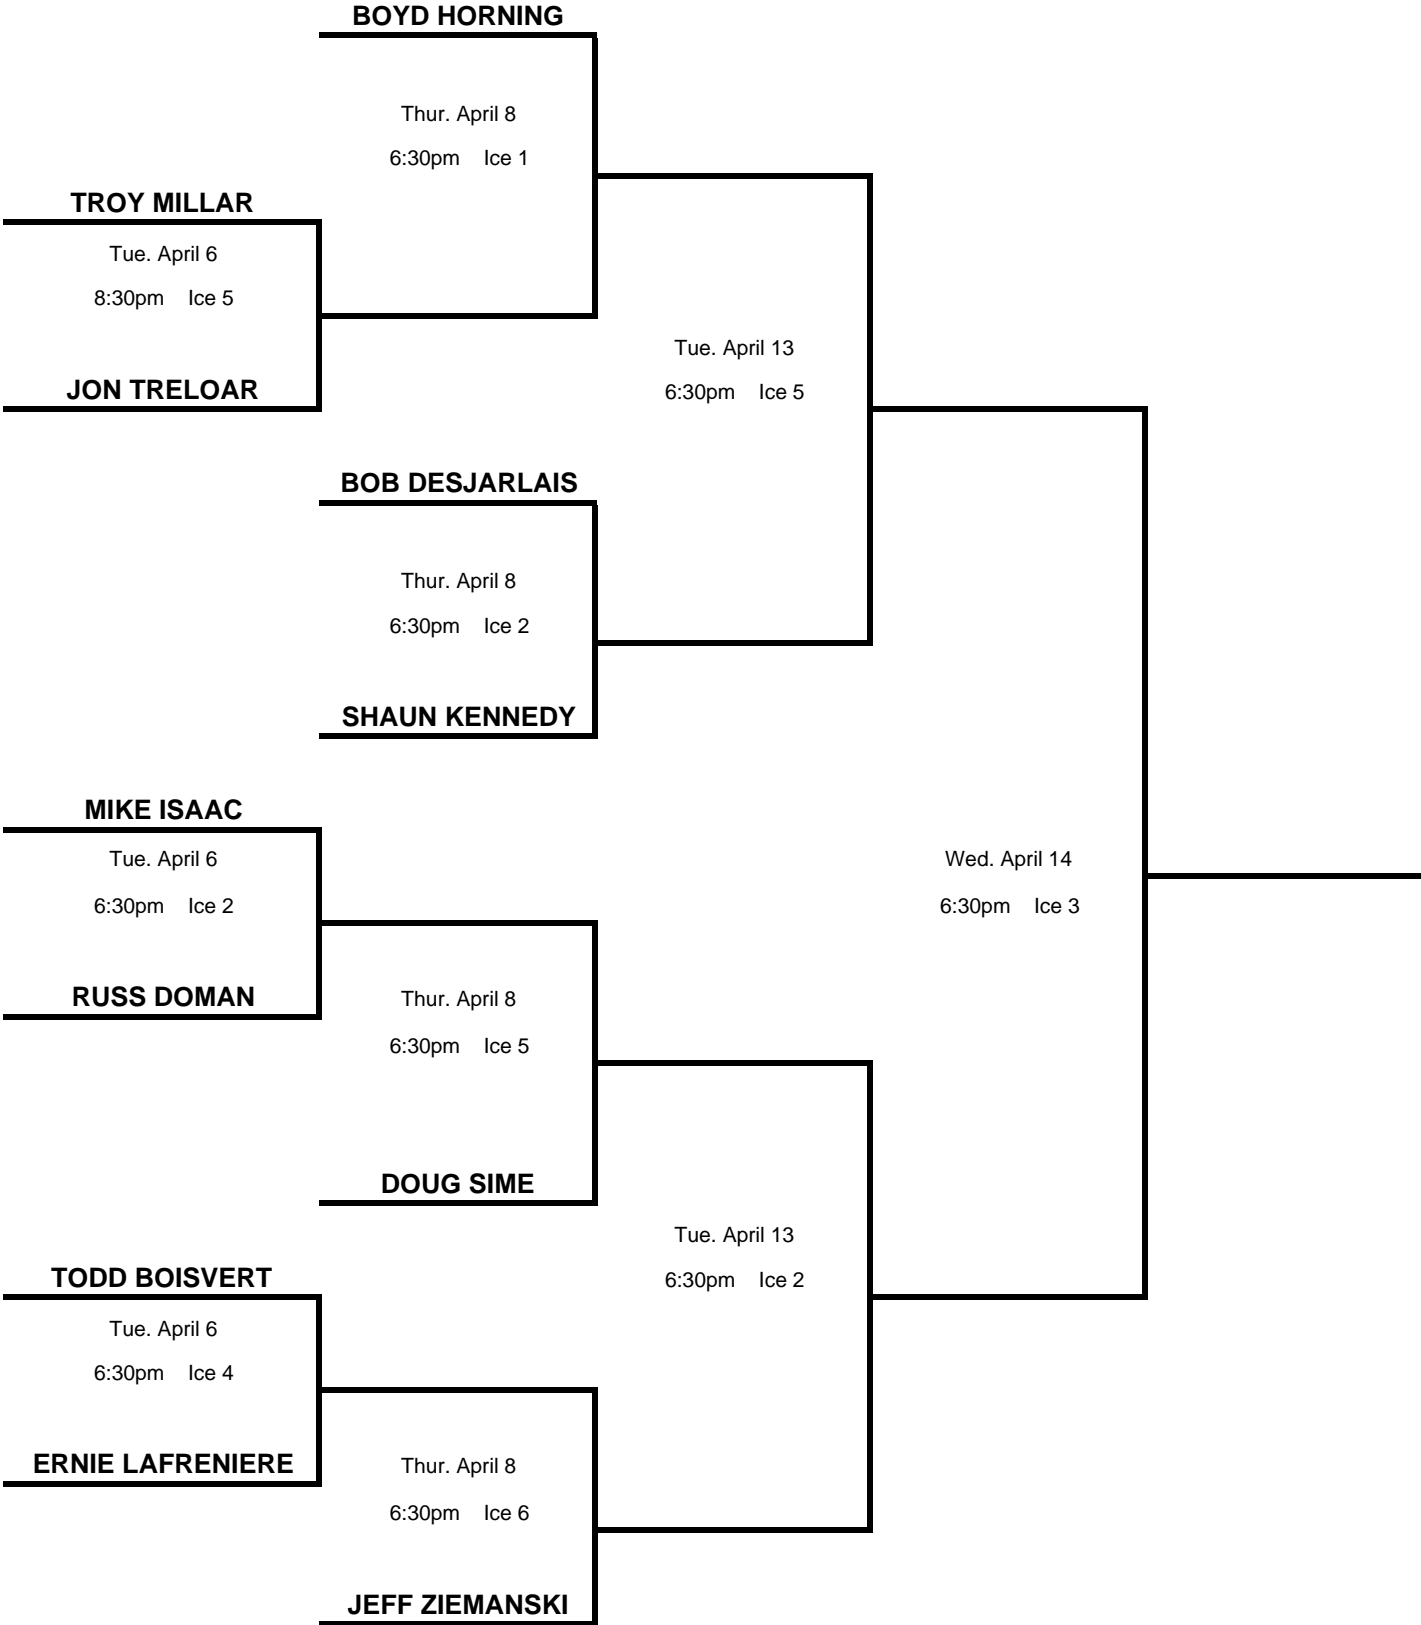 BOYD HORNING
Thur. April 8
6:30pm Ice 1
TROY MILLAR
Tue. April 6
8:30pm Ice 5
JON TRELOAR
Tue. April 13
6:30pm Ice 5
BOB DESJARLAIS
Thur. April 8
6:30pm Ice 2
SHAUN KENNEDY
MIKE ISAAC
Tue. April 6
6:30pm Ice 2
RUSS DOMAN
Wed. April 14
6:30pm Ice 3
Thur. April 8
6:30pm Ice 5
DOUG SIME
Tue. April 13
6:30pm Ice 2
TODD BOISVERT
Tue. April 6
6:30pm Ice 4
ERNIE LAFRENIERE
Thur. April 8
6:30pm Ice 6
JEFF ZIEMANSKI